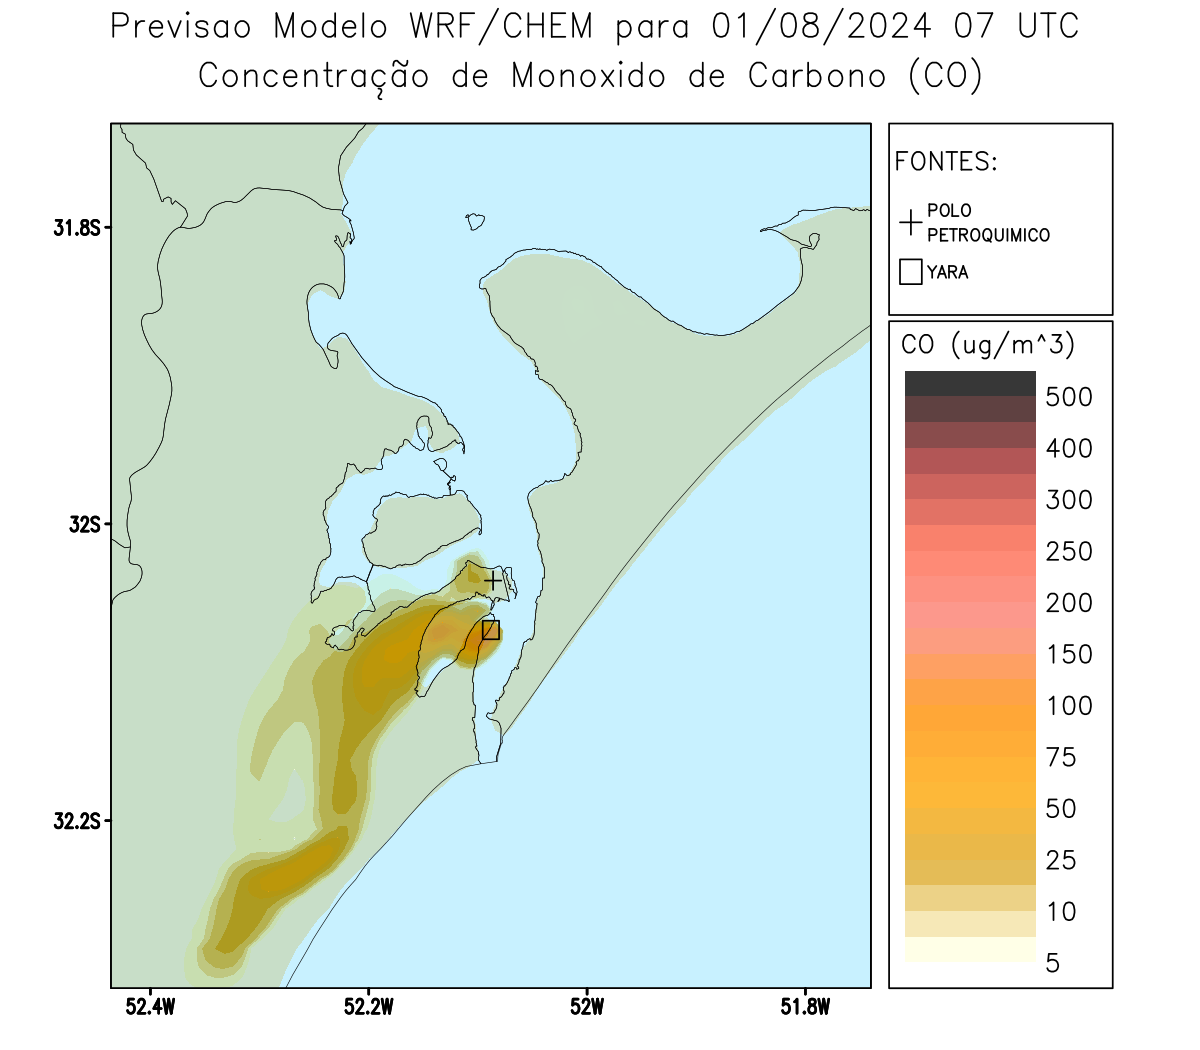 Previsao Modelo WRF/CHEM para 01/08/2024 07 UTC
Concentração de Monoxido de Carbono (CO)
FONTES:
POLO
PETROQUIMICO
YARA
CO (ug/m^3)
500
400
300
250
200
150
100
75
50
25
10
5
31.8S
32S
32.2S
52.4W
52.2W
52W
51.8W